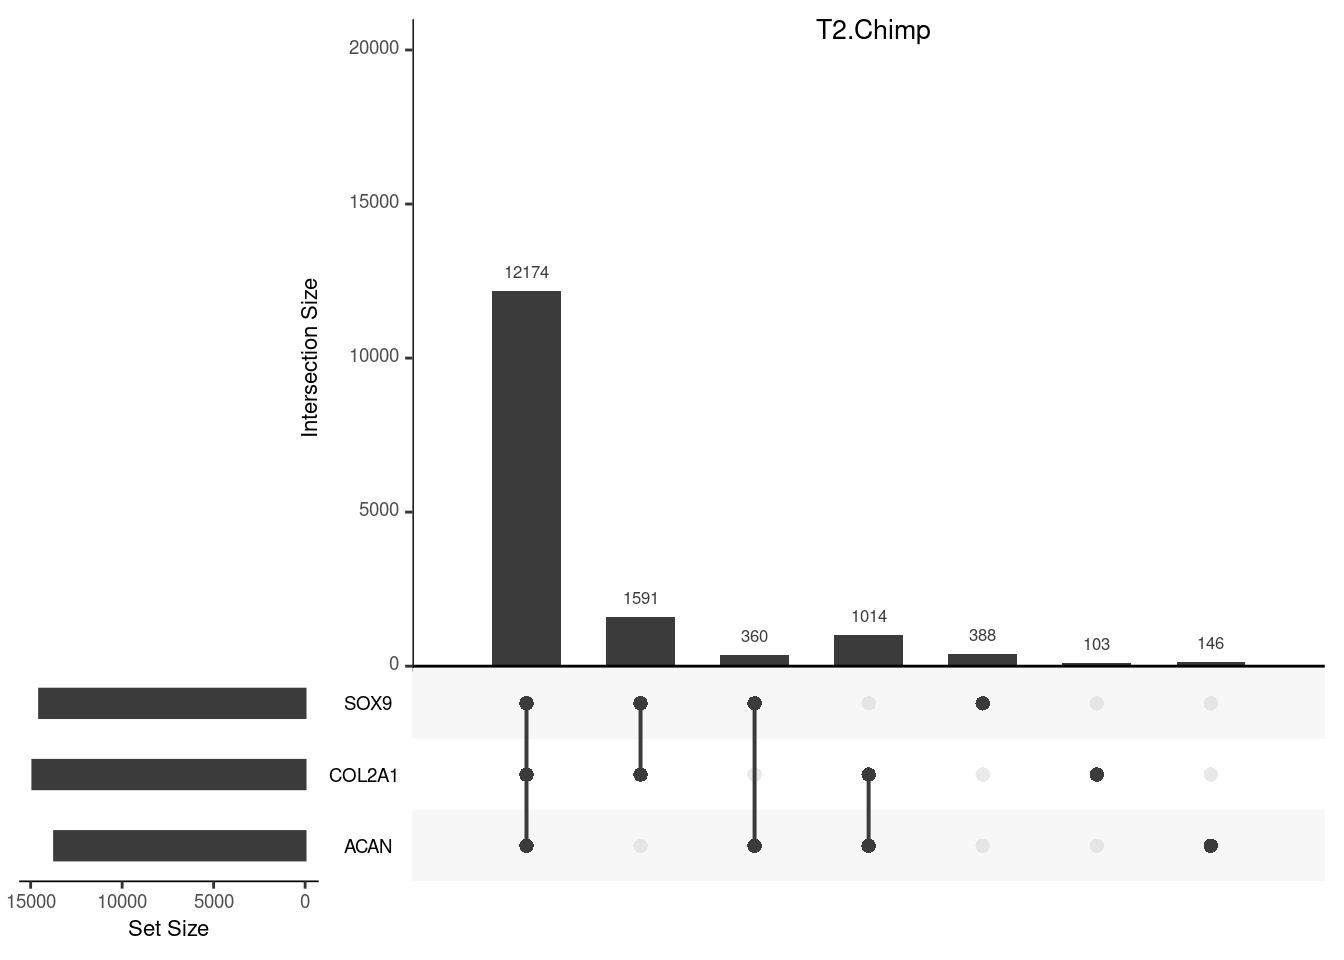 T2.Chimp
20000
15000
10000
5000
0
Intersection Size
12174
1591
360
1014
388
103
146
SOX9
COL2A1
ACAN
15000 10000 5000 0
Set Size